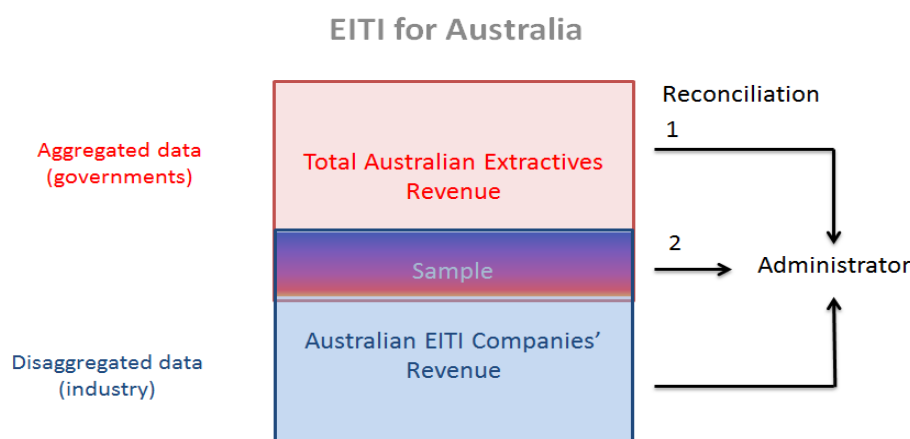 EITI for Australia
Reconciliation
1
Aggregated data
(governments)
Total Australian Extractives
Revenue
2
Sample
Administrator
Australian EITI Companies’
Revenue
Disaggregated data
(industry)